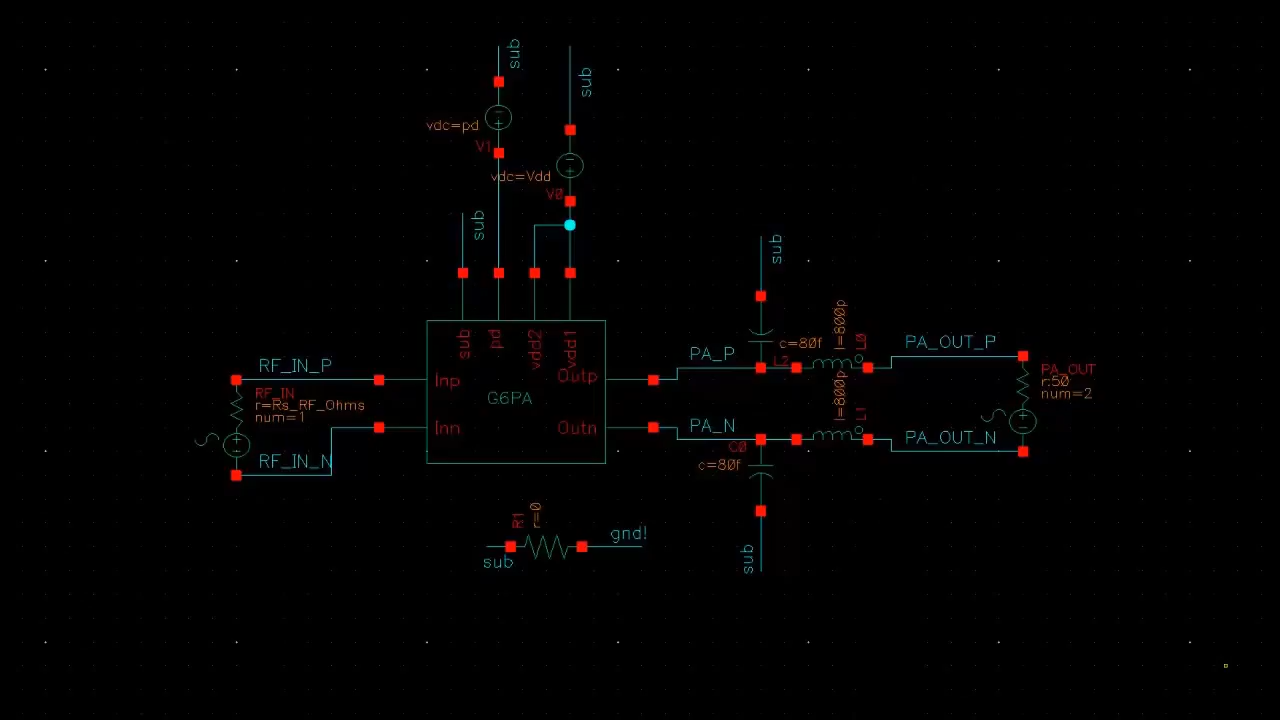 sub
sub
vdc=pd
V1
vdc=Vdd
V0
sub
sub
sub
pd
vdd2
vdd1
RF_IN_P
RF_IN
r=Rs_RF_Ohms
num=1
RF_IN_N
Inp
Inn
G6PA
Outp
Outn
PA_P
PA_N
c=80f
l=800p
L0
l=800p
L1
C0
c=80f
PA_OUT_P
PA_OUT_N
PA_OUT
r:50
num=2
R1
r=0
sub
gnd!
sub